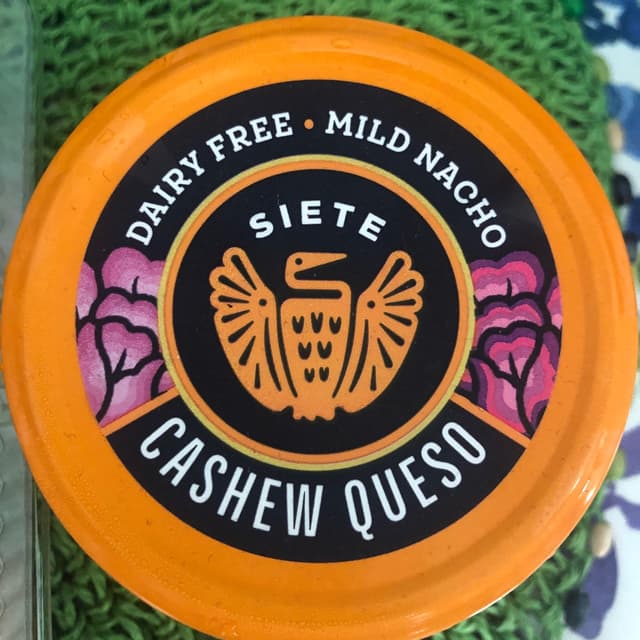 DAIRY FREE • MILD NACHO
SIETE
CASHEW QUESO